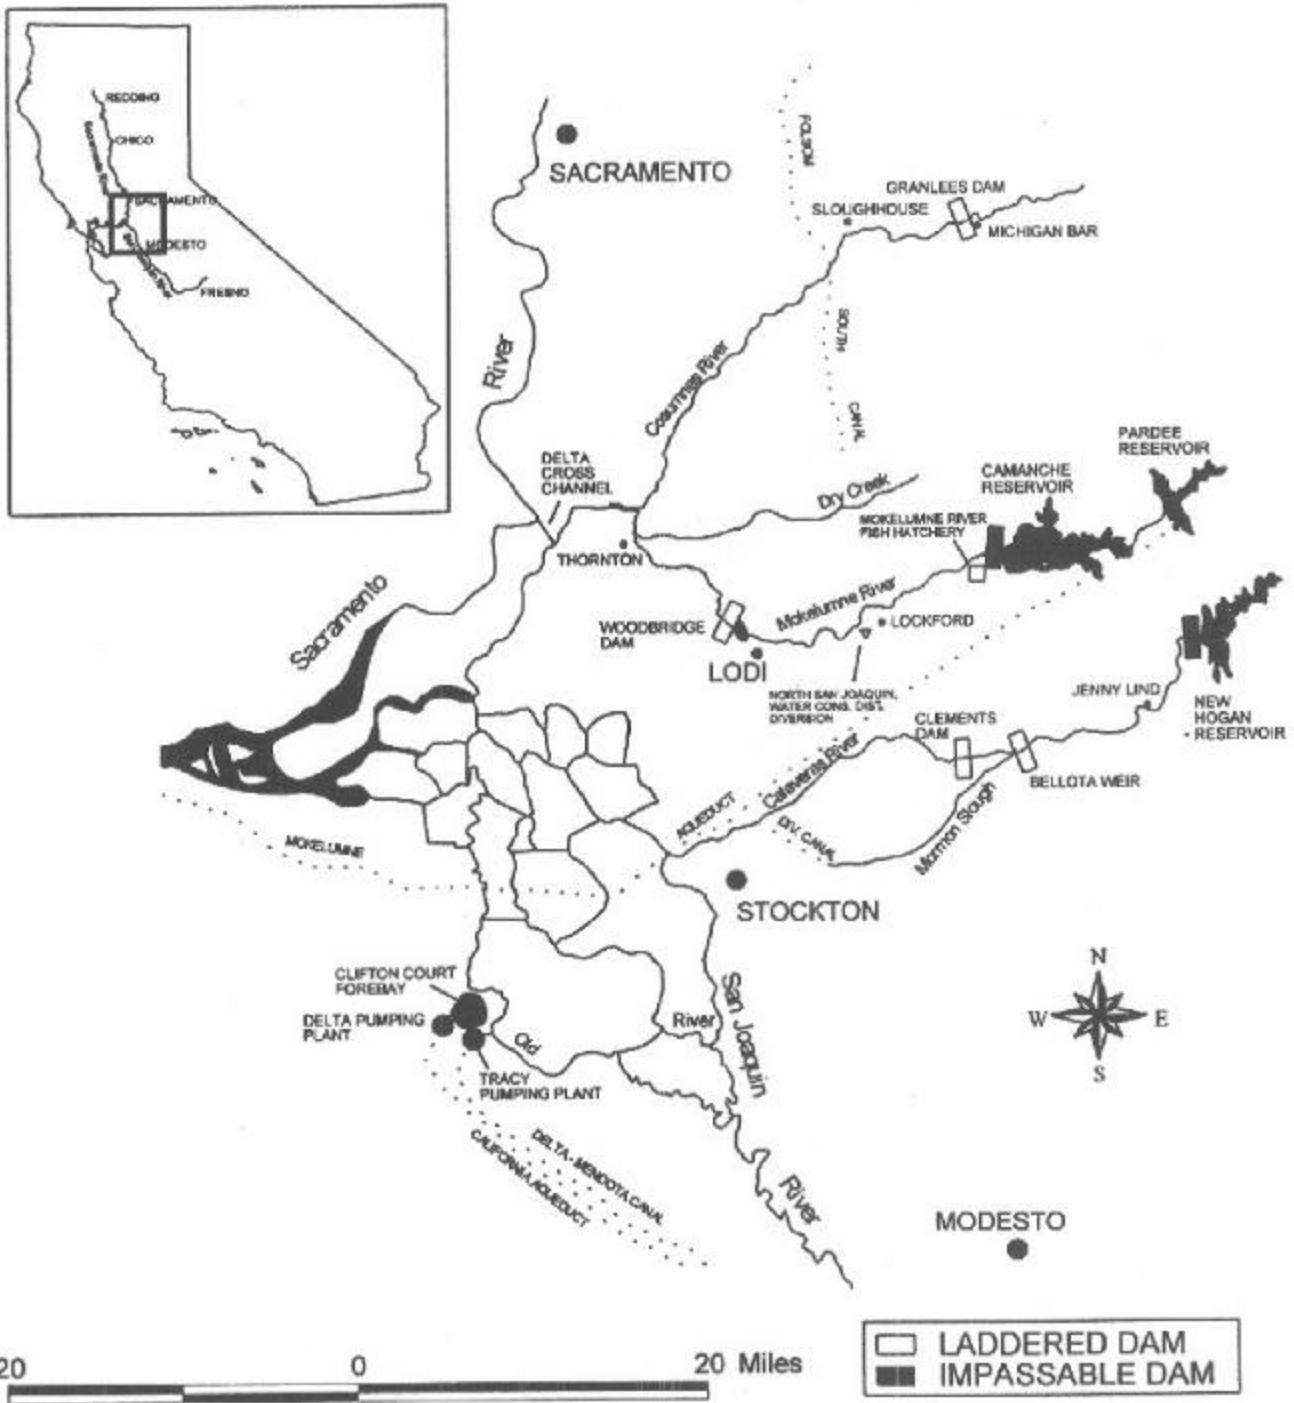 REDDING
CHICO
Sacramento River
SACRAMENTO
MODESTO
FRESNO
SACRAMENTO
FOLSOM
GRANLEES DAM
SLOUGHHOUSE
MICHIGAN BAR
SOUTH
River
Cosumnes River
CANAL
PARDEE
RESERVOIR
DELTA
CROSS
CHANNEL
CAMANCHE
RESERVOIR
Dry Creek
MOKELUMNE RIVER
FISH HATCHERY
THORNTON
Sacramento
Mokelumne River
WOODBRIDGE
DAM
LOCKFORD
LODI
NORTH SAN JOAQUIN,
WATER CONS. DIST.
DIVERSION
JENNY LIND
CLEMENTS
DAM
NEW
HOGAN
RESERVOIR
Calaveras River
BELLOTA WEIR
AQUEDUCT
DIV. CANAL
Mormon Slough
MOKELUMNE
STOCKTON
CLIFTON COURT
FOREBAY
DELTA PUMPING
PLANT
Old
River
San Joaquin
N
W
E
S
TRACY
PUMPING PLANT
DELTA - MENDOTA CANAL
CALIFORNIA AQUEDUCT
River
MODESTO
20 0 20 Miles
LADDERED DAM
IMPASSABLE DAM